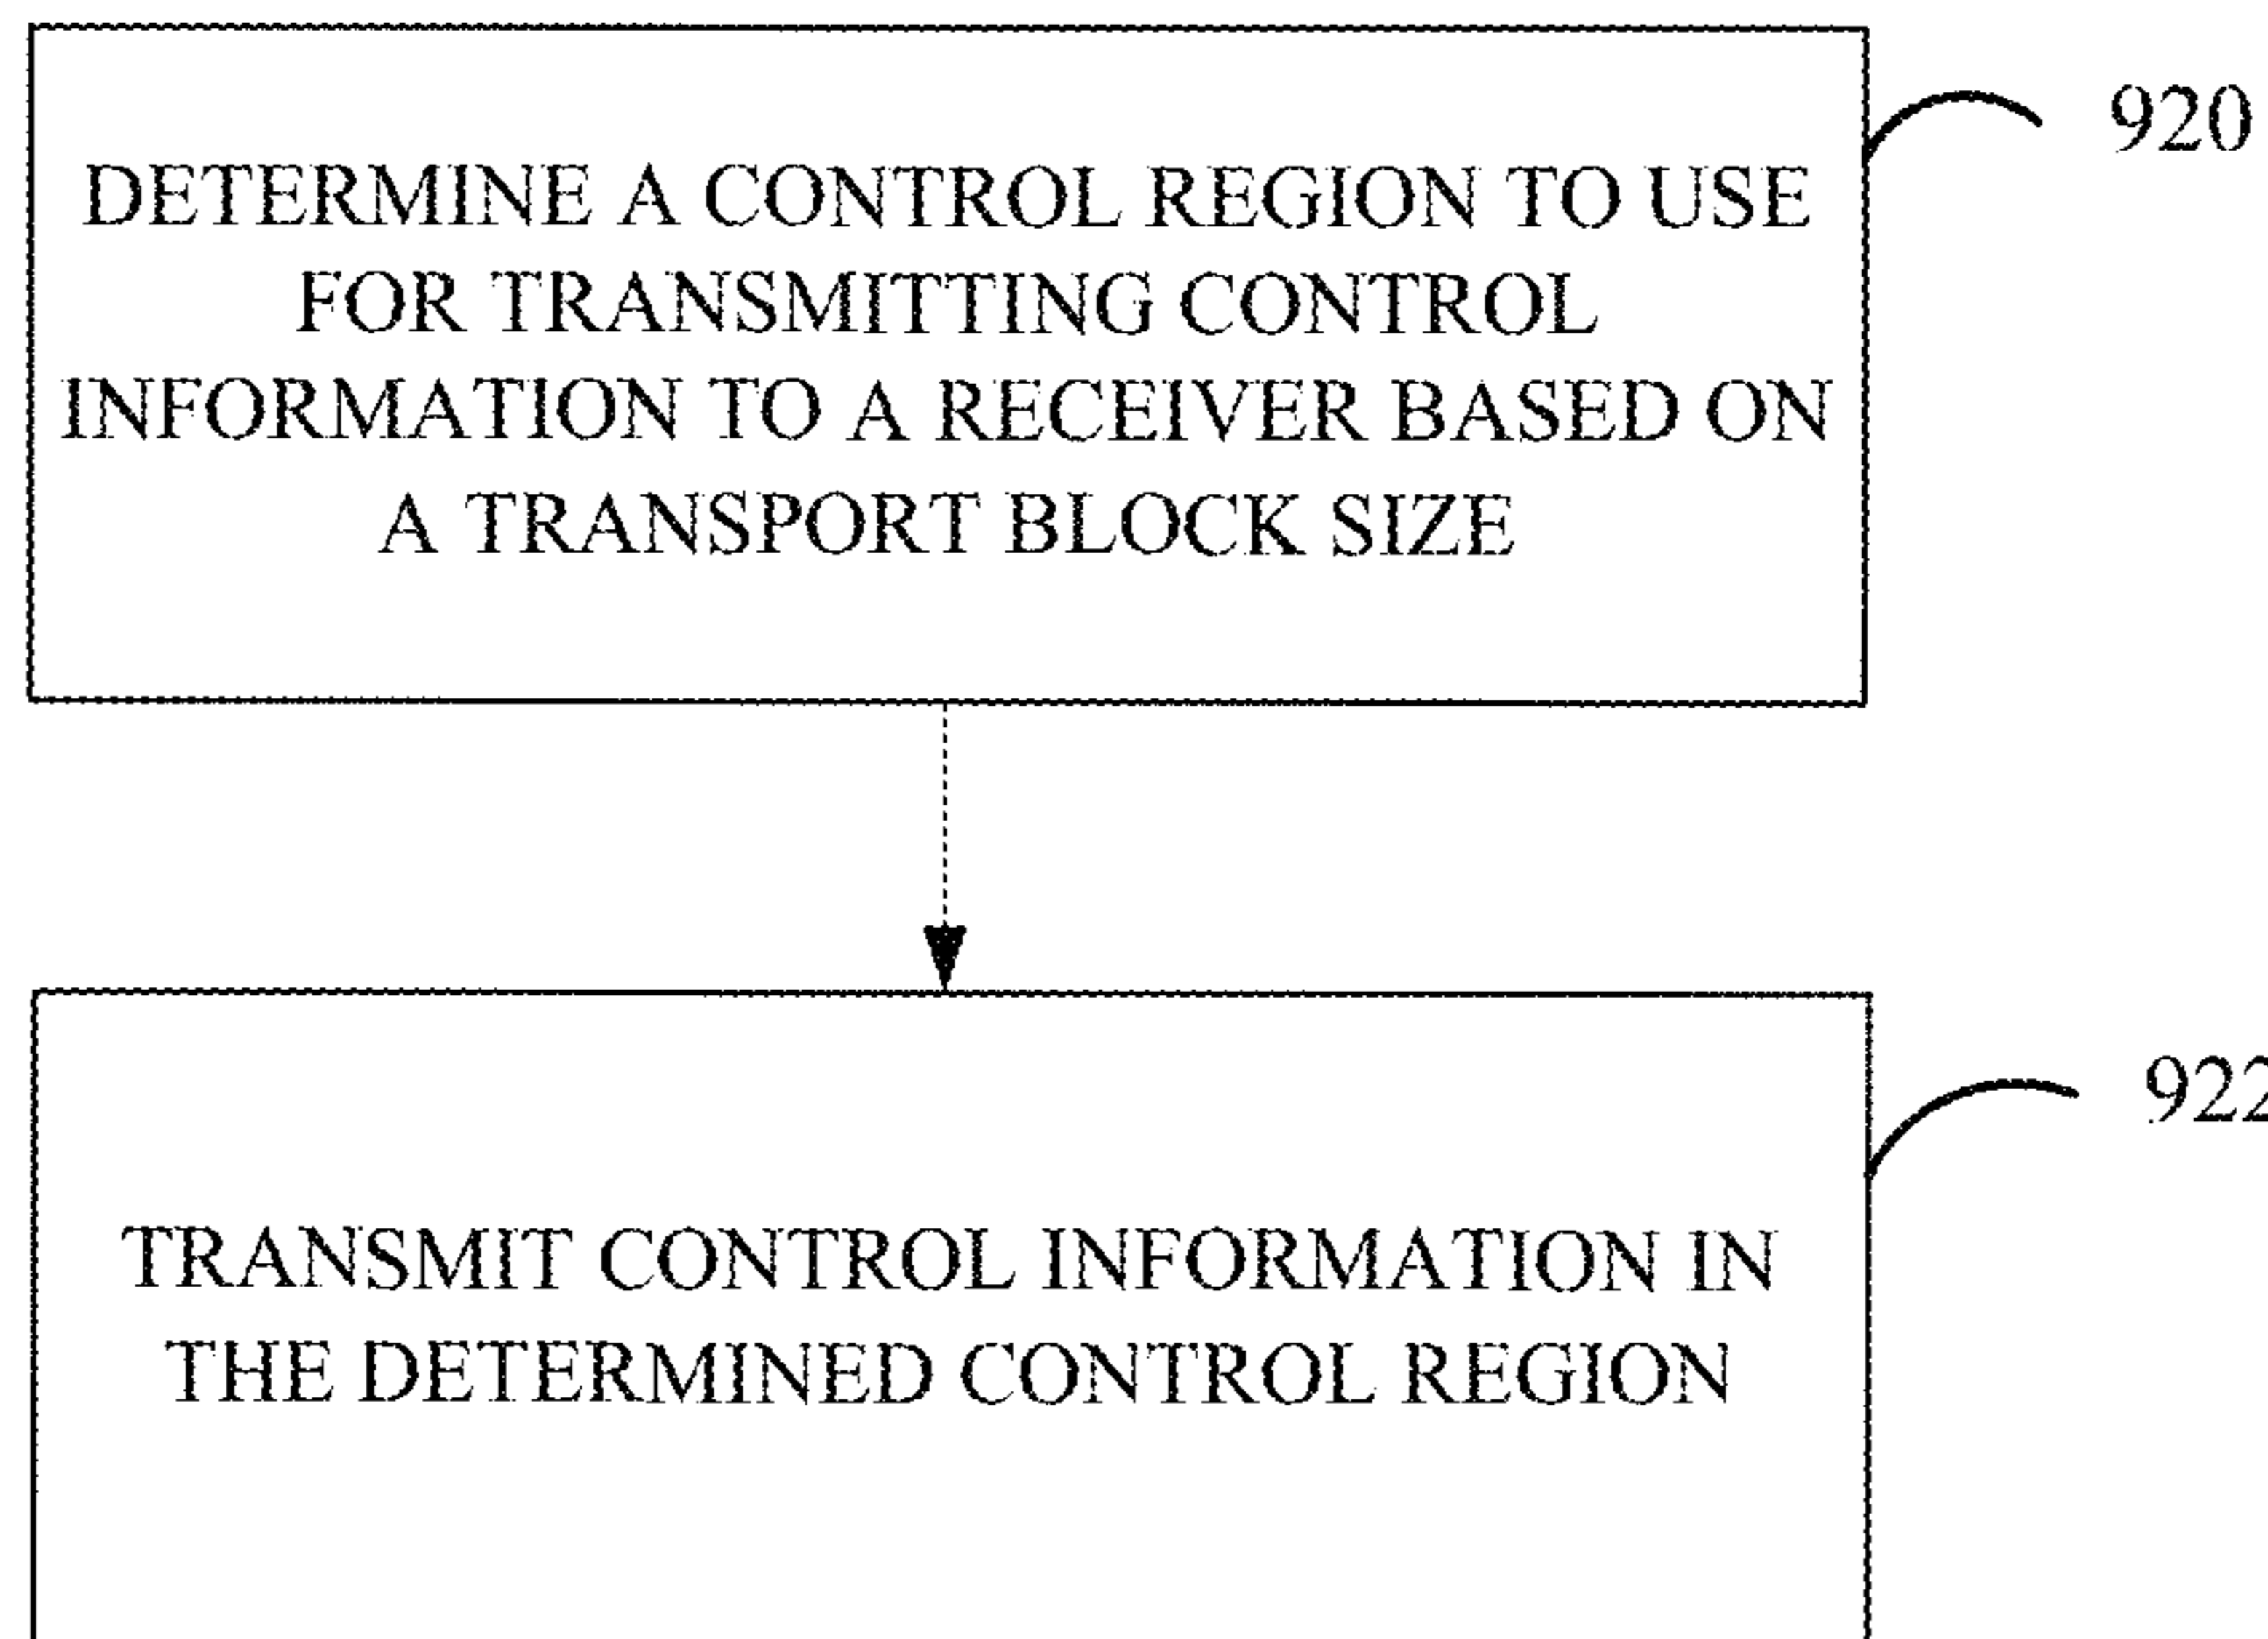 DETERMINE A CONTROL REGION TO USE
FOR TRANSMITTING CONTROL
INFORMATION TO A RECEIVER BASED ON
A TRANSPORT BLOCK SIZE
920
TRANSMIT CONTROL INFORMATION IN
THE DETERMINED CONTROL REGION
922